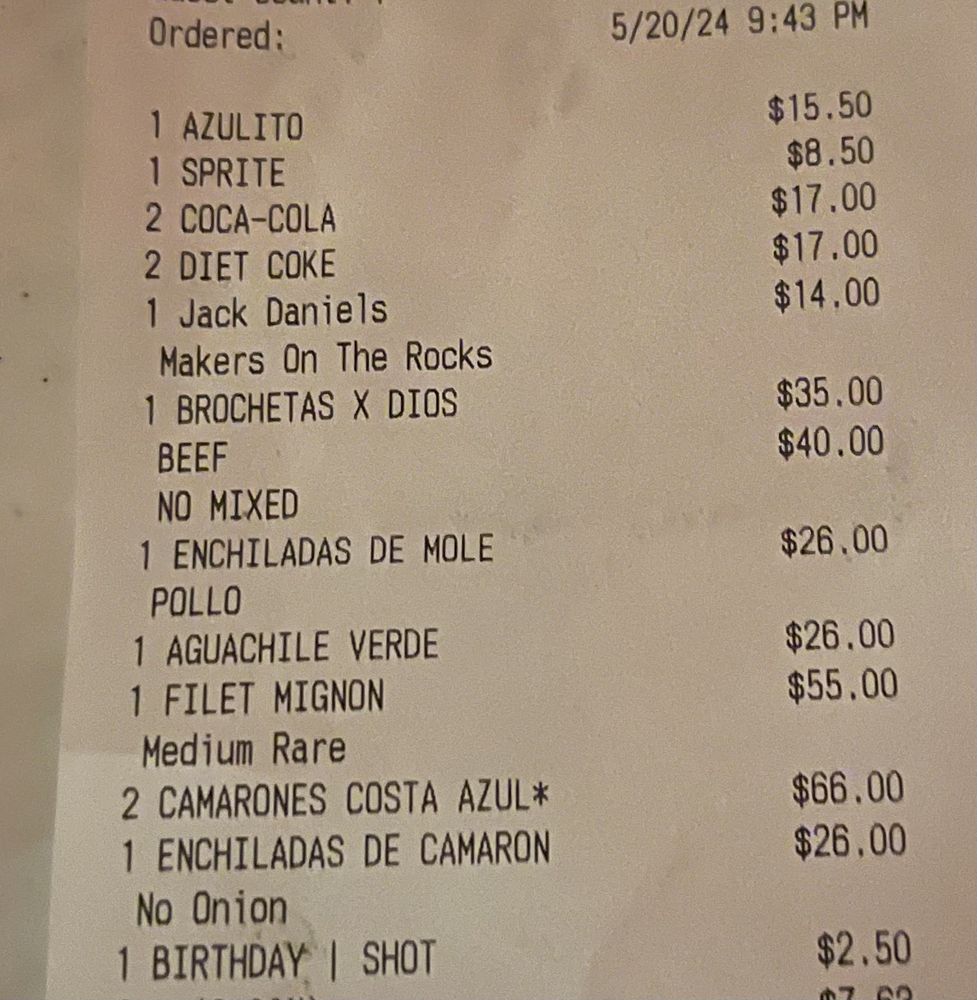 Ordered: 5/20/24 9:43 PM
1 AZULITO $15.50
1 SPRITE $8.50
2 COCA-COLA $17.00
2 DIET COKE $17.00
1 Jack Daniels $14.00
Makers On The Rocks
1 BROCHETAS X DIOS $35.00
BEEF $40.00
NO MIXED
1 ENCHILADAS DE MOLE $26.00
POLLO
1 AGUACHILE VERDE $26.00
1 FILET MIGNON $55.00
Medium Rare
2 CAMARONES COSTA AZUL* $66.00
1 ENCHILADAS DE CAMARON $26.00
No Onion
1 BIRTHDAY | SHOT $2.50